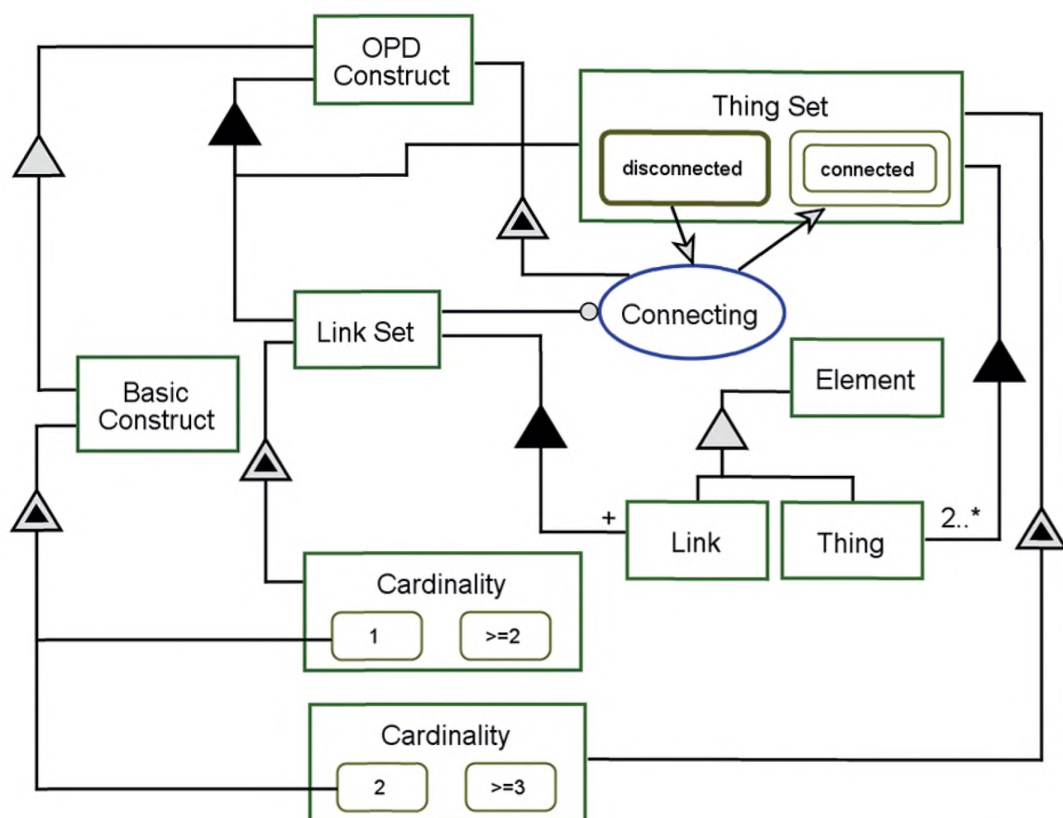 OPD
Construct
Thing Set
disconnected
connected
Link Set
Connecting
Basic
Construct
Element
+
Link
Thing
2..*
Cardinality
1
>=2
Cardinality
2
>=3